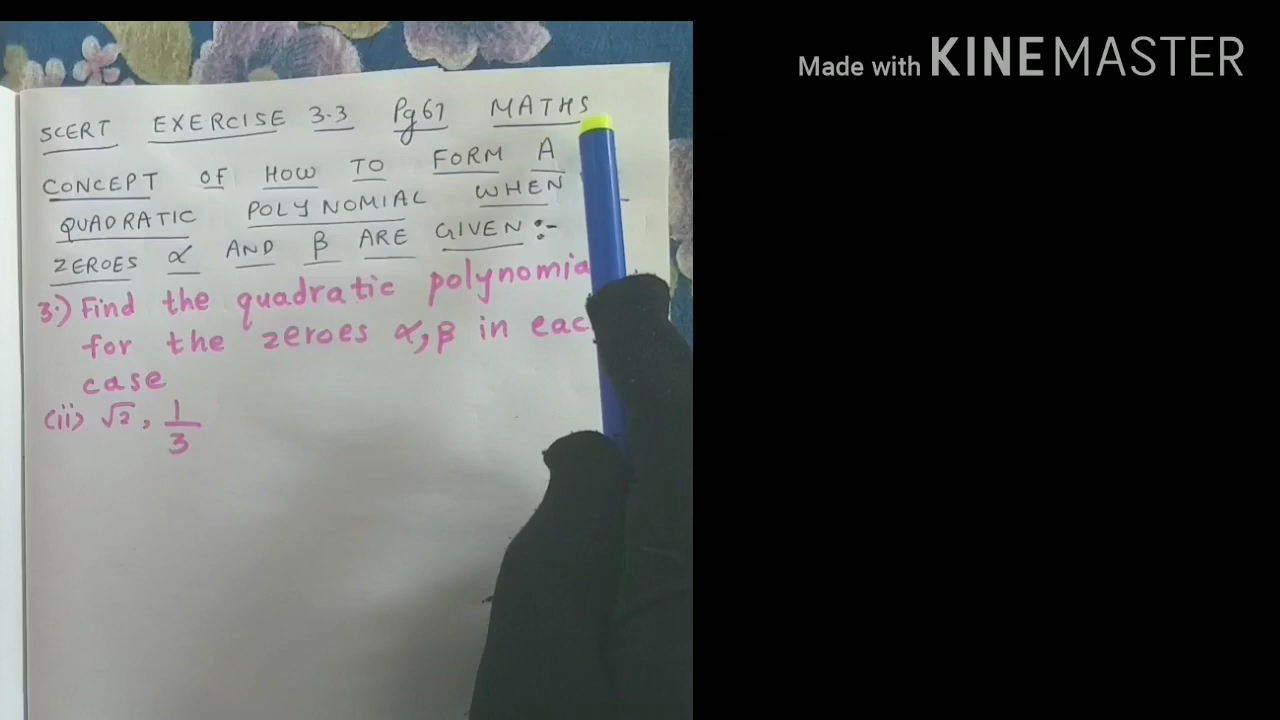 Made with KINEMASTER
SCERT EXERCISE 3.3 Pg 67 MATHS
CONCEPT OF HOW TO FORM A
QUADRATIC POLYNOMIAL WHEN
ZEROES α AND β ARE GIVEN :-
3.) Find the quadratic polynomia
for the zeroes α, β in eac
case
(ii) √2, 1/3